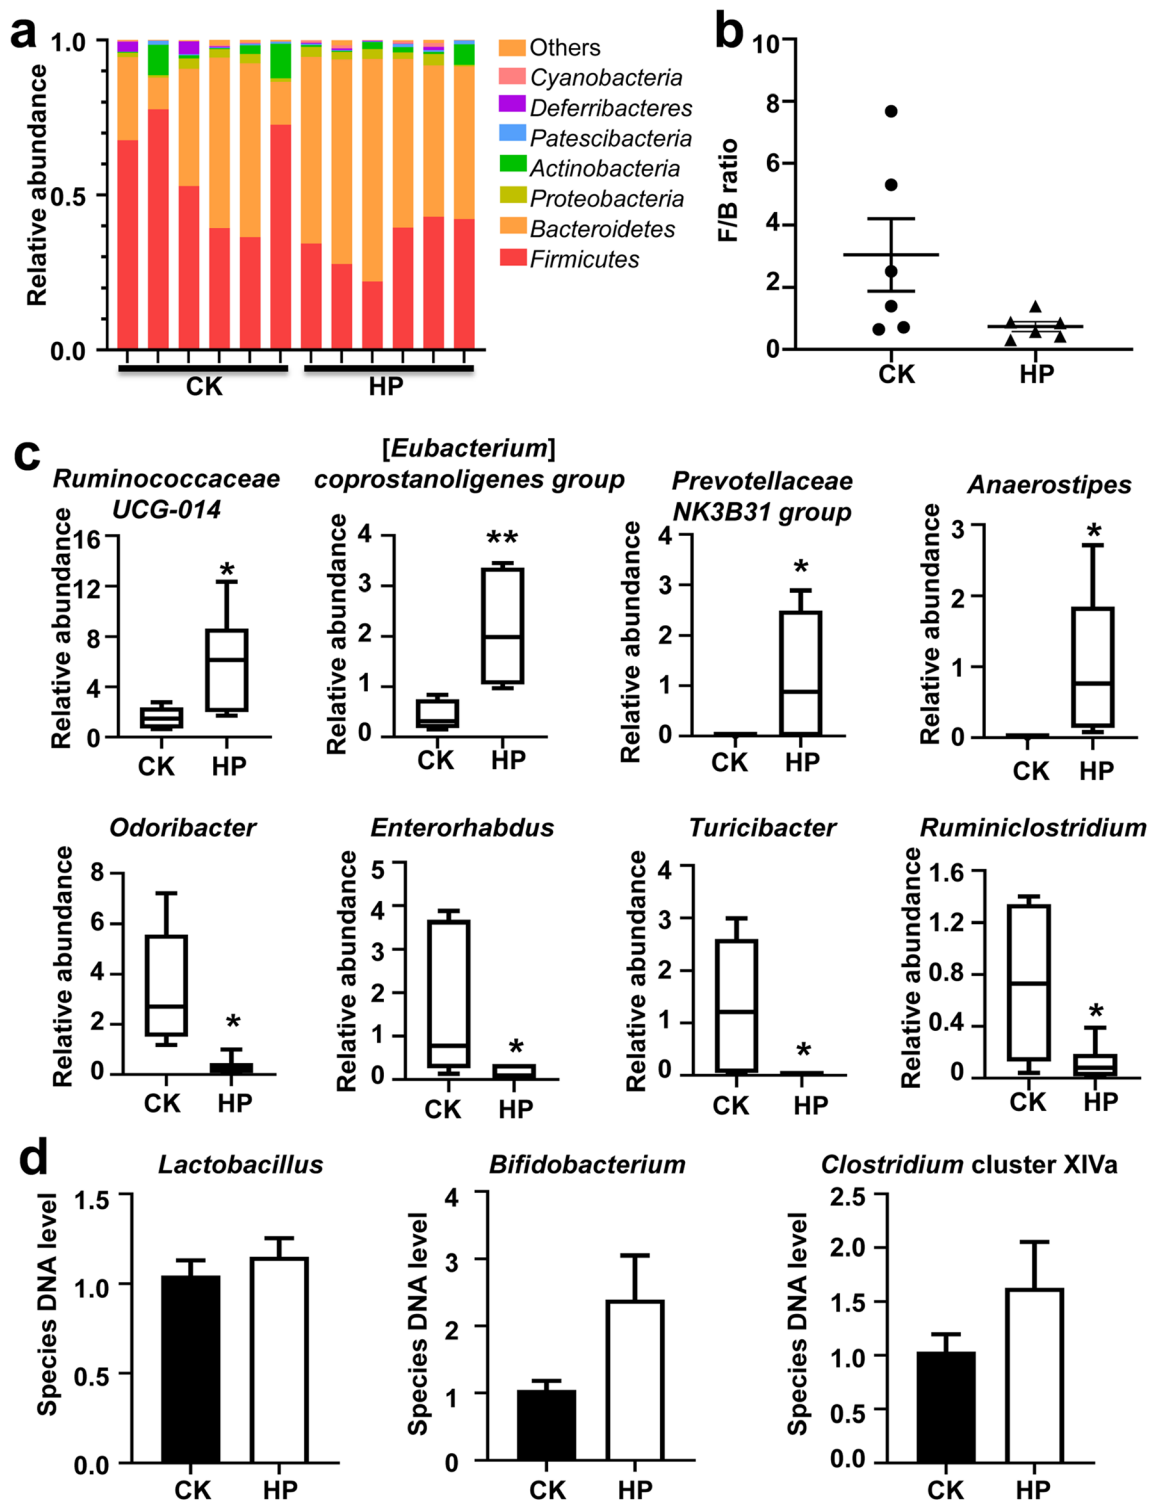 a
1.0
0.5
0.0
Relative abundance
CK
HP
Others
Cyanobacteria
Deferribacteres
Patescibacteria
Actinobacteria
Proteobacteria
Bacteroidetes
Firmicutes
b
10
8
6
4
2
0
F/B ratio
CK
HP
c
Ruminococcaceae
UCG-014
16
12
8
4
0
Relative abundance
*
CK
HP
[Eubacterium]
coprostanoligenes group
4
3
2
1
0
Relative abundance
**
CK
HP
Prevotellaceae
NK3B31 group
4
3
2
1
0
Relative abundance
*
CK
HP
Anaerostipes
3
2
1
0
Relative abundance
*
CK
HP
Odoribacter
8
6
4
2
0
Relative abundance
*
CK
HP
Enterorhabdus
5
4
3
2
1
0
Relative abundance
*
CK
HP
Turicibacter
4
3
2
1
0
Relative abundance
*
CK
HP
Ruminiclostridium
1.6
1.2
0.8
0.4
0
Relative abundance
*
CK
HP
d
Lactobacillus
1.5
1.0
0.5
0.0
Species DNA level
CK
HP
Bifidobacterium
4
3
2
1
0
Species DNA level
CK
HP
Clostridium cluster XIVa
2.5
2.0
1.5
1.0
0.5
0.0
Species DNA level
CK
HP